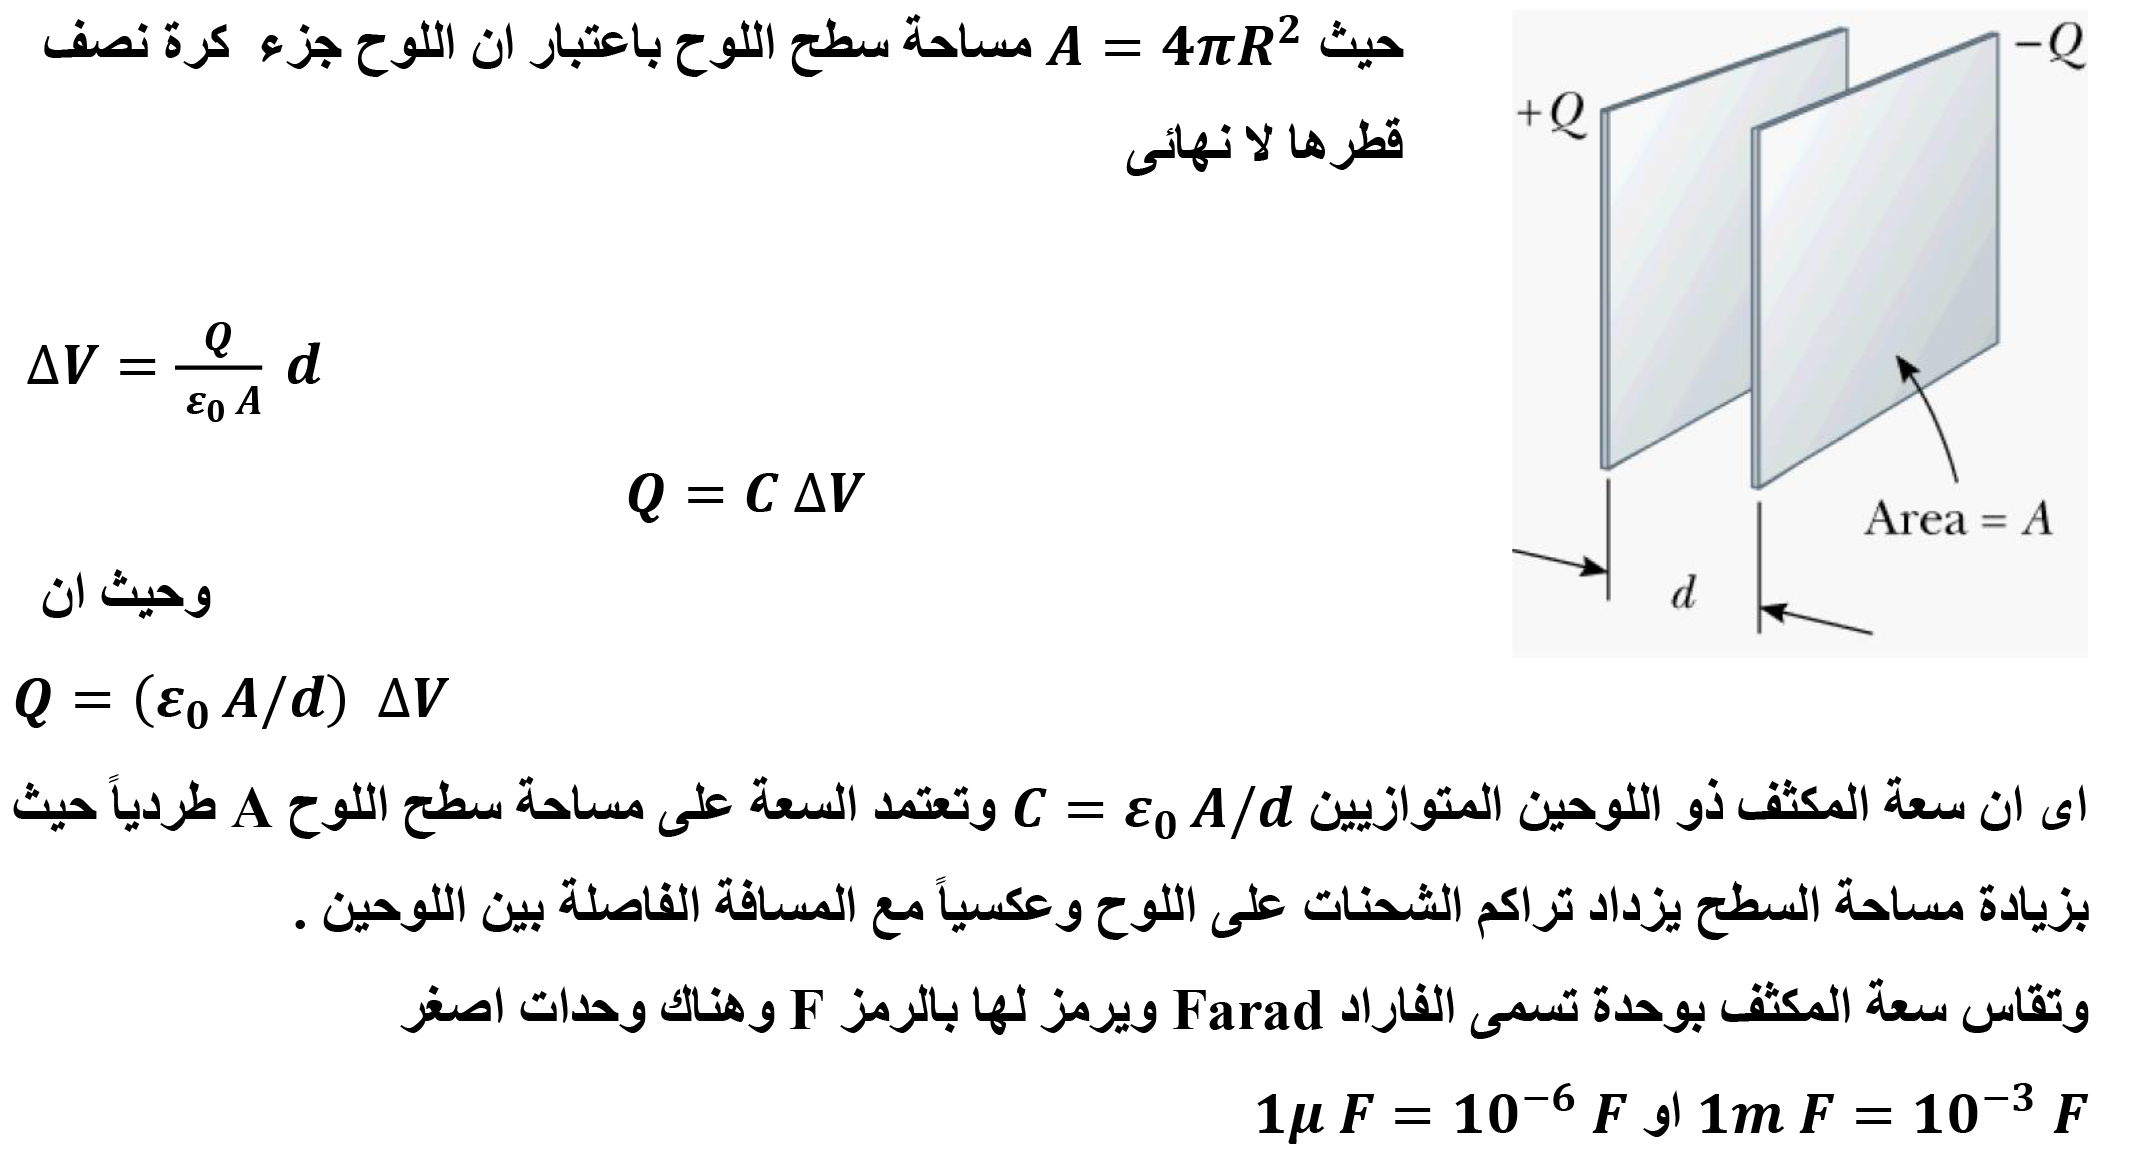 حيث A = 4πR² مساحة سطح اللوح باعتبار ان اللوح جزء كرة نصف
قطرها لا نهائى
+Q
−Q
Area = A
d
ΔV = Q/(ε₀ A) d
Q = C ΔV
وحيث ان
Q = (ε₀ A/d) ΔV
اى ان سعة المكثف ذو اللوحين المتوازيين C = ε₀ A/d وتعتمد السعة على مساحة سطح اللوح A طردياً حيث
بزيادة مساحة السطح يزداد تراكم الشحنات على اللوح وعكسياً مع المسافة الفاصلة بين اللوحين .
وتقاس سعة المكثف بوحدة تسمى الفاراد Farad ويرمز لها بالرمز F وهناك وحدات اصغر
1m F = 10⁻³ F او 1μ F = 10⁻⁶ F